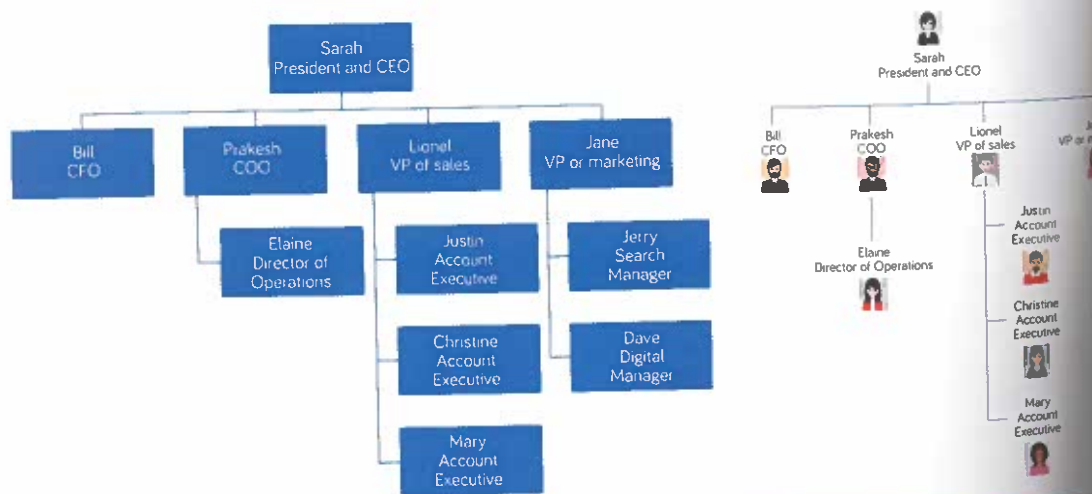 Sarah
President and CEO
Bill
CFO
Prakesh
COO
Lionel
VP of sales
Jane
VP or marketing
Elaine
Director of
Operations
Justin
Account
Executive
Jerry
Search
Manager
Christine
Account
Executive
Dave
Digital
Manager
Mary
Account
Executive
Sarah
President and CEO
Bill
CFO
Prakesh
COO
Lionel
VP of sales
VP or
Elaine
Director of Operations
Justin
Account
Executive
Christine
Account
Executive
Mary
Account
Executive